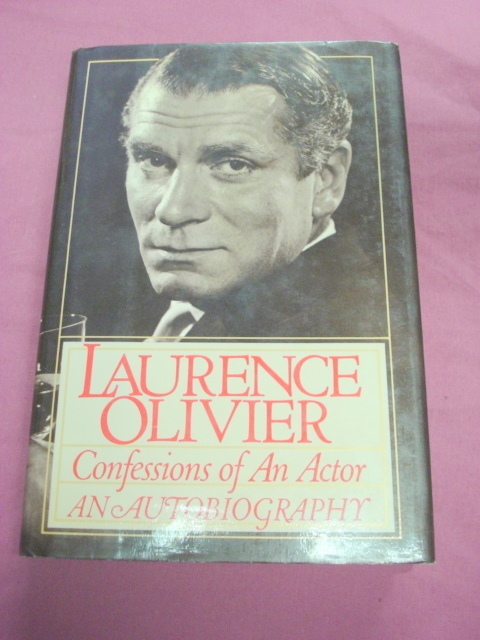 LAURENCE
OLIVIER
Confessions of An Actor
AN AUTOBIOGRAPHY